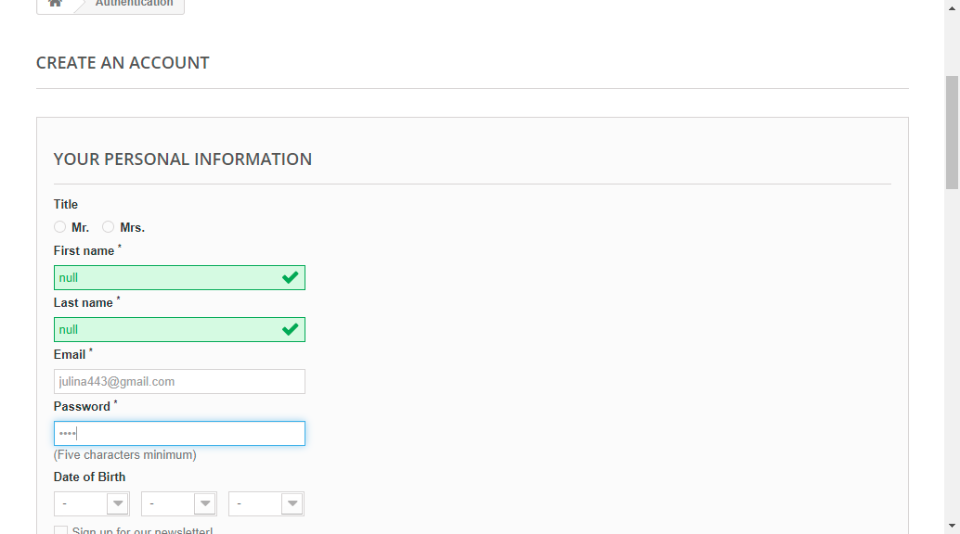 Authentication
CREATE AN ACCOUNT
YOUR PERSONAL INFORMATION
Title
Mr. Mrs.
First name *
null
Last name *
null
Email *
julina443@gmail.com
Password *
••••
(Five characters minimum)
Date of Birth
- - -
Sign up for our newsletter!